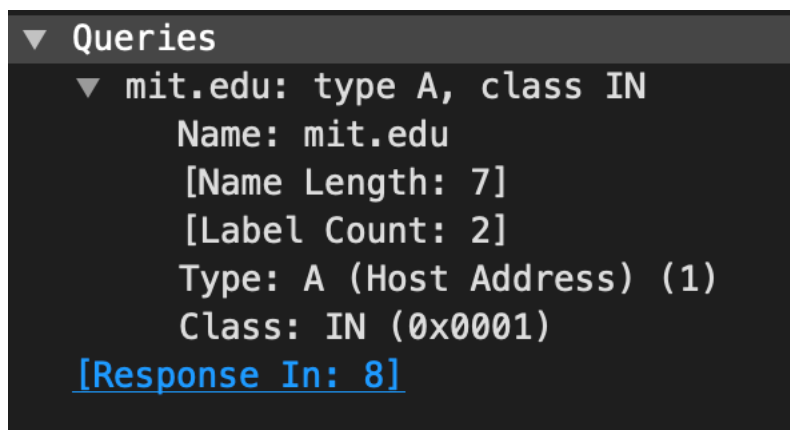 Queries
mit.edu: type A, class IN
Name: mit.edu
[Name Length: 7]
[Label Count: 2]
Type: A (Host Address) (1)
Class: IN (0x0001)
[Response In: 8]